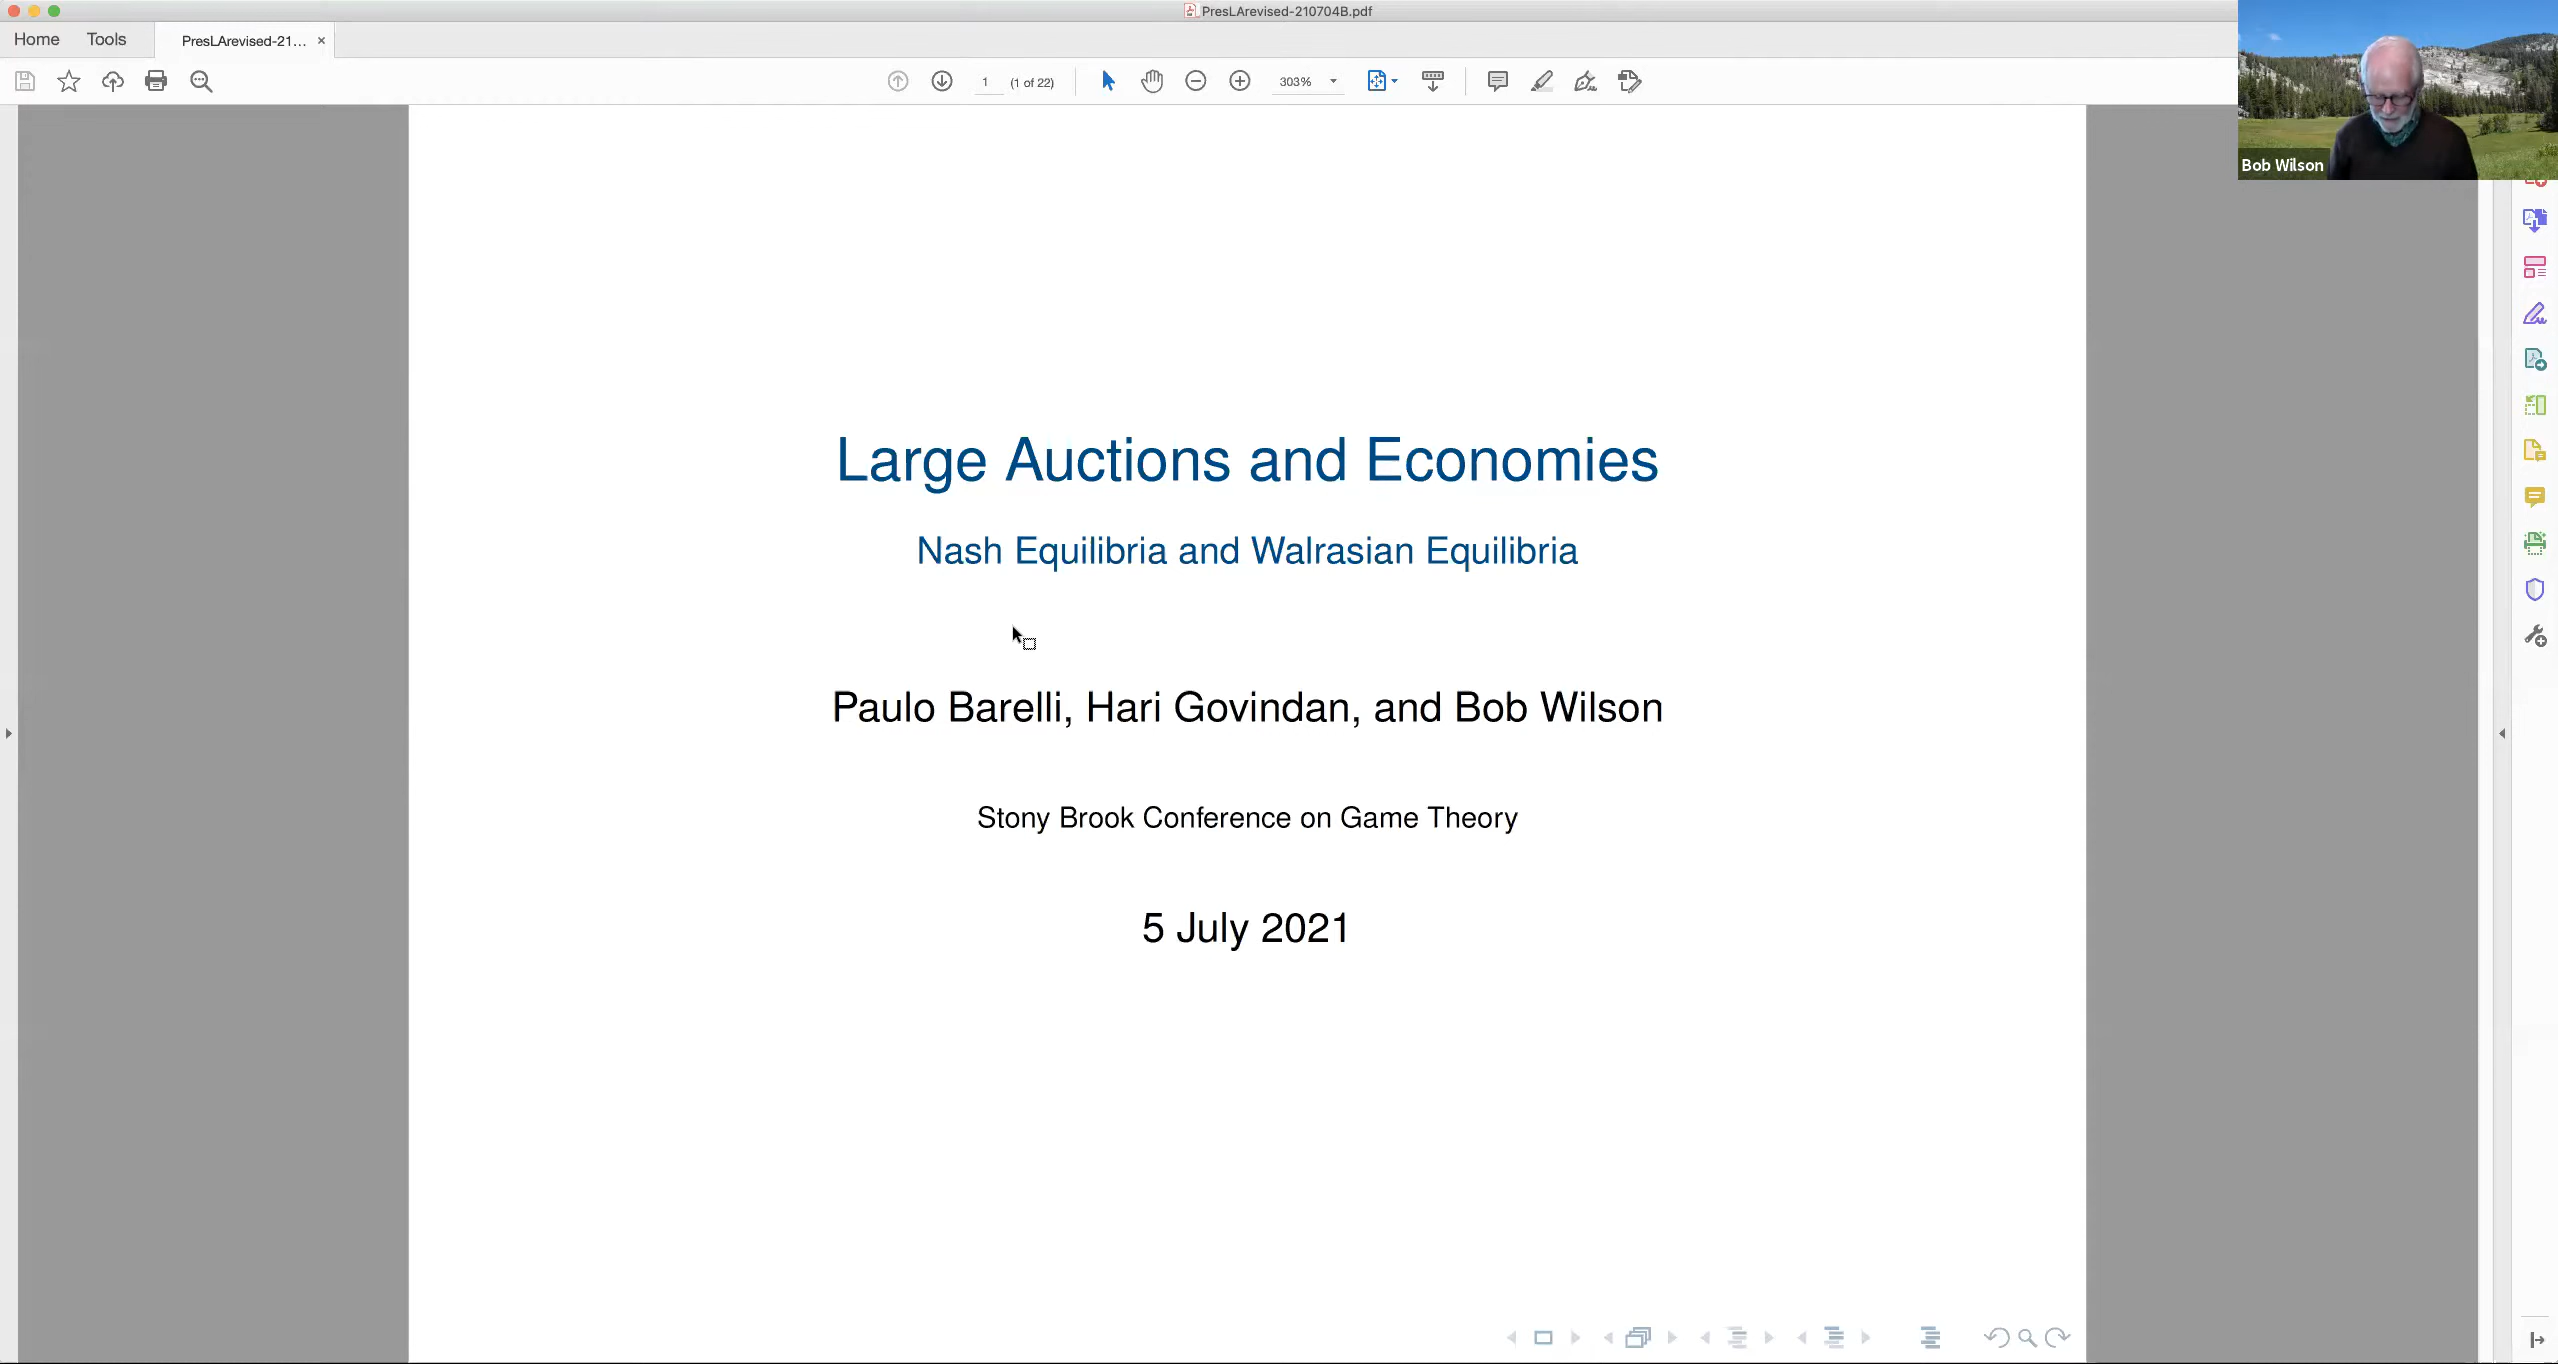 PresLArevised-210704B.pdf
Home Tools PresLArevised-21... ×
1 (1 of 22) 303%
Bob Wilson
Large Auctions and Economies
Nash Equilibria and Walrasian Equilibria
Paulo Barelli, Hari Govindan, and Bob Wilson
Stony Brook Conference on Game Theory
5 July 2021